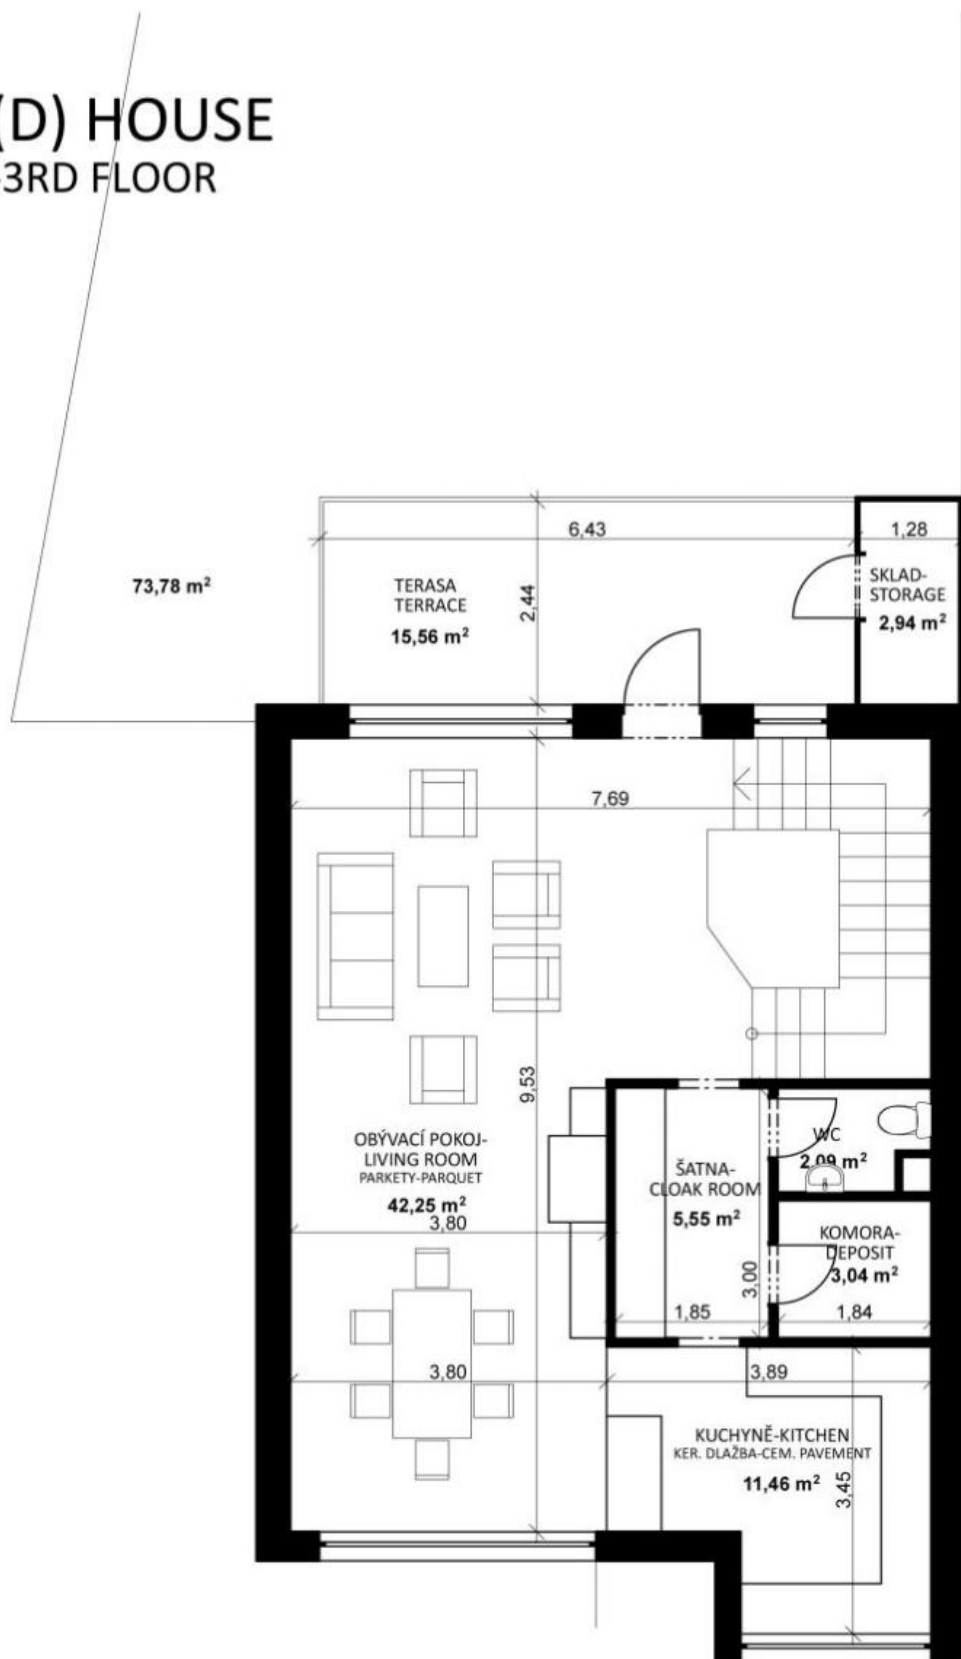 (D) HOUSE
-3RD FLOOR
6,43
1,28
73,78 m²
TERASA
TERRACE
15,56 m²
2,44
SKLAD-
STORAGE
2,94 m²
7,69
9,53
OBÝVACÍ POKOJ-
LIVING ROOM
PARKETY-PARQUET
42,25 m²
3,80
ŠATNA-
CLOAK ROOM
5,55 m²
WC
2,09 m²
KOMORA-
DEPOSIT
3,04 m²
3,00
1,85
1,84
3,80
3,89
KUCHYNĚ-KITCHEN
KER. DLAŽBA-CEM. PAVEMENT
11,46 m²
3,45